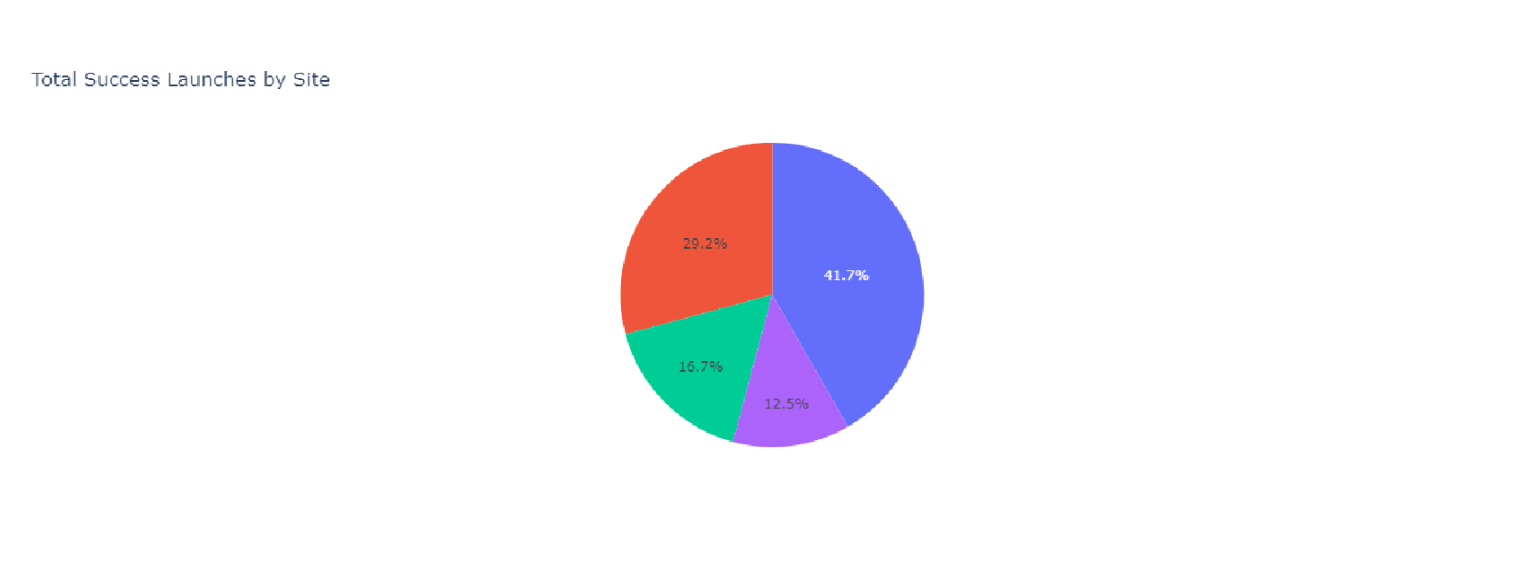 Total Success Launches by Site
29.2%
41.7%
16.7%
12.5%